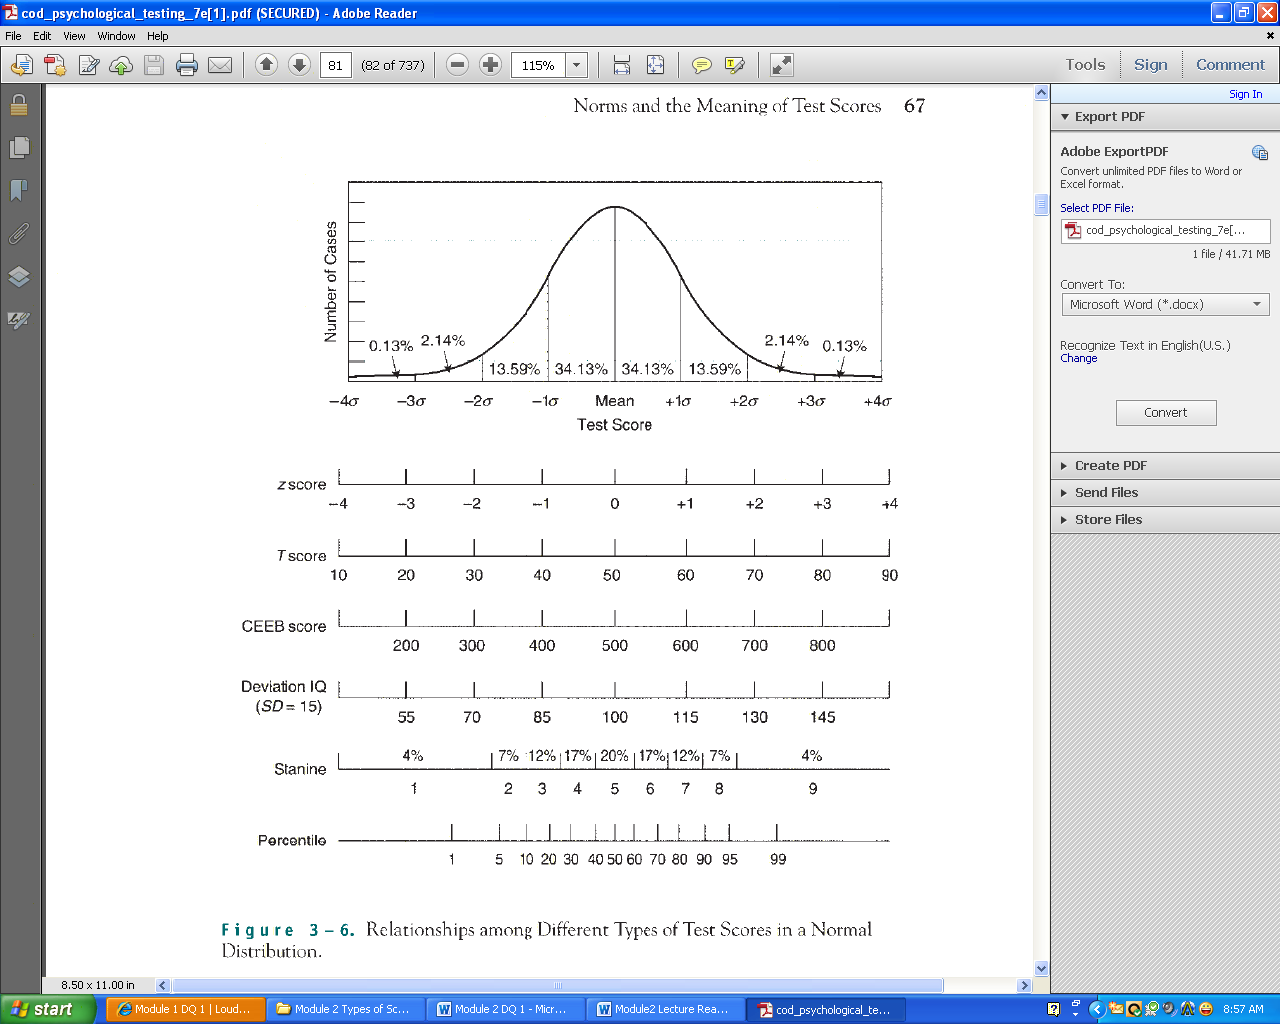 cod_psychological_testing_7e[1].pdf (SECURED) - Adobe Reader
File Edit View Window Help
81 (82 of 737) 115% Tools Sign Comment
Sign In
Export PDF
Adobe ExportPDF
Convert unlimited PDF files to Word or
Excel format.
Select PDF File:
cod_psychological_testing_7e[...
1 file / 41.71 MB
Convert To:
Microsoft Word (*.docx)
Recognize Text in English(U.S.)
Change
Convert
Create PDF
Send Files
Store Files
Norms and the Meaning of Test Scores 67
Number of Cases
0.13% 2.14% 2.14% 0.13%
13.59% 34.13% 34.13% 13.59%
−4σ −3σ −2σ −1σ Mean +1σ +2σ +3σ +4σ
Test Score
z score
−4 −3 −2 −1 0 +1 +2 +3 +4
T score
10 20 30 40 50 60 70 80 90
CEEB score
200 300 400 500 600 700 800
Deviation IQ
(SD = 15)
55 70 85 100 115 130 145
4% 7% 12% 17% 20% 17% 12% 7% 4%
Stanine
1 2 3 4 5 6 7 8 9
Percentile
1 5 10 20 30 40 50 60 70 80 90 95 99
Figure 3–6. Relationships among Different Types of Test Scores in a Normal
Distribution.
8.50 x 11.00 in
start Module 1 DQ 1 | Loud... Module 2 Types of Sc... Module 2 DQ 1 - Micr... Module2 Lecture Rea... cod_psychological_te... 8:57 AM